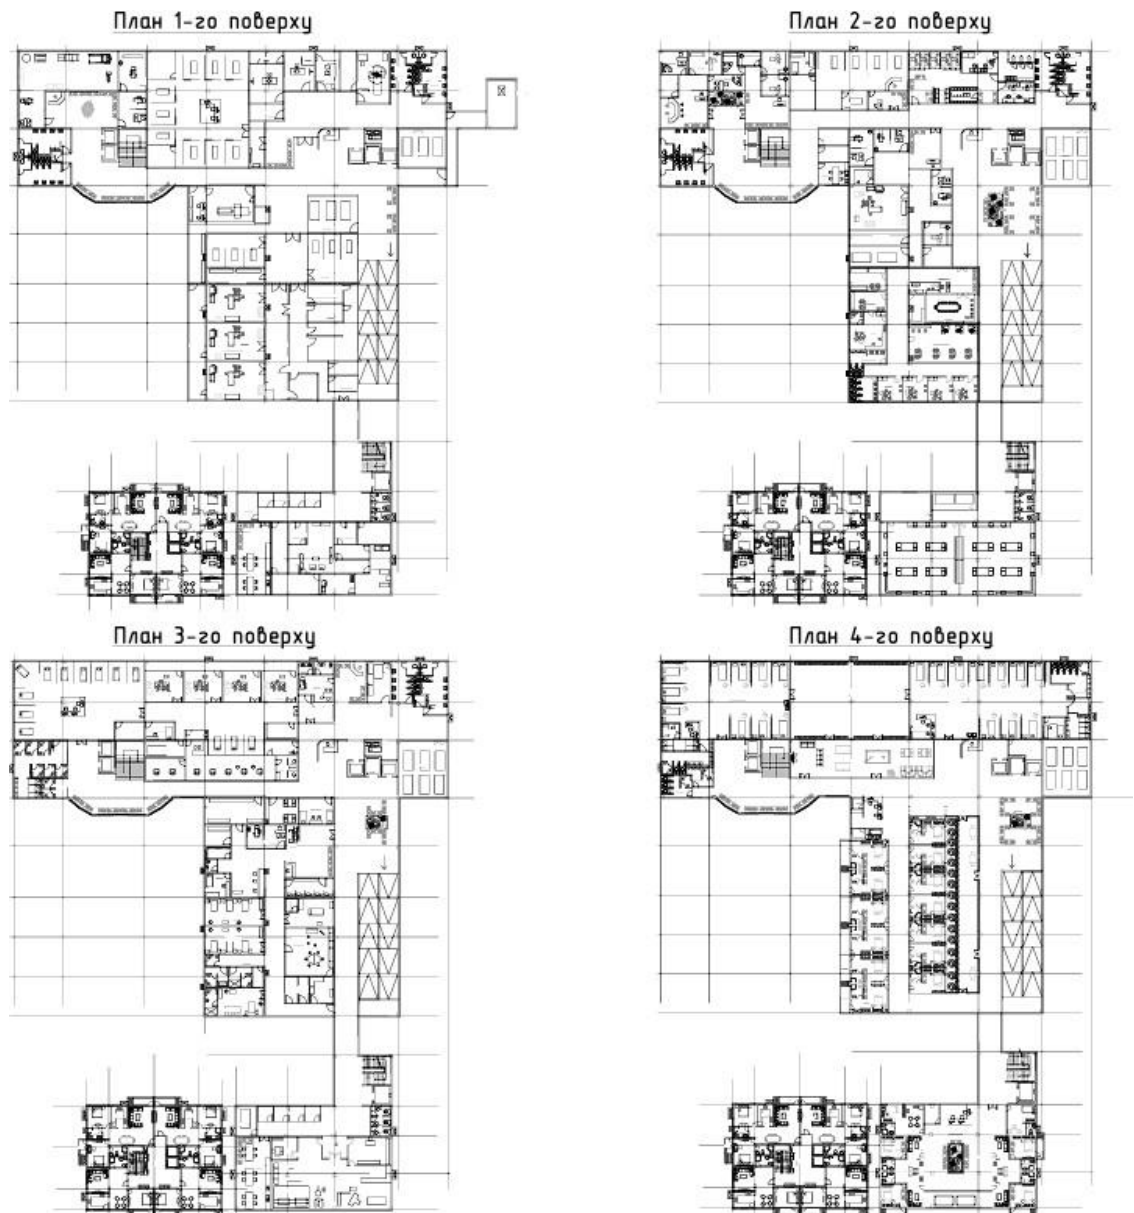 План 1-го поверху
План 2-го поверху
План 3-го поверху
План 4-го поверху